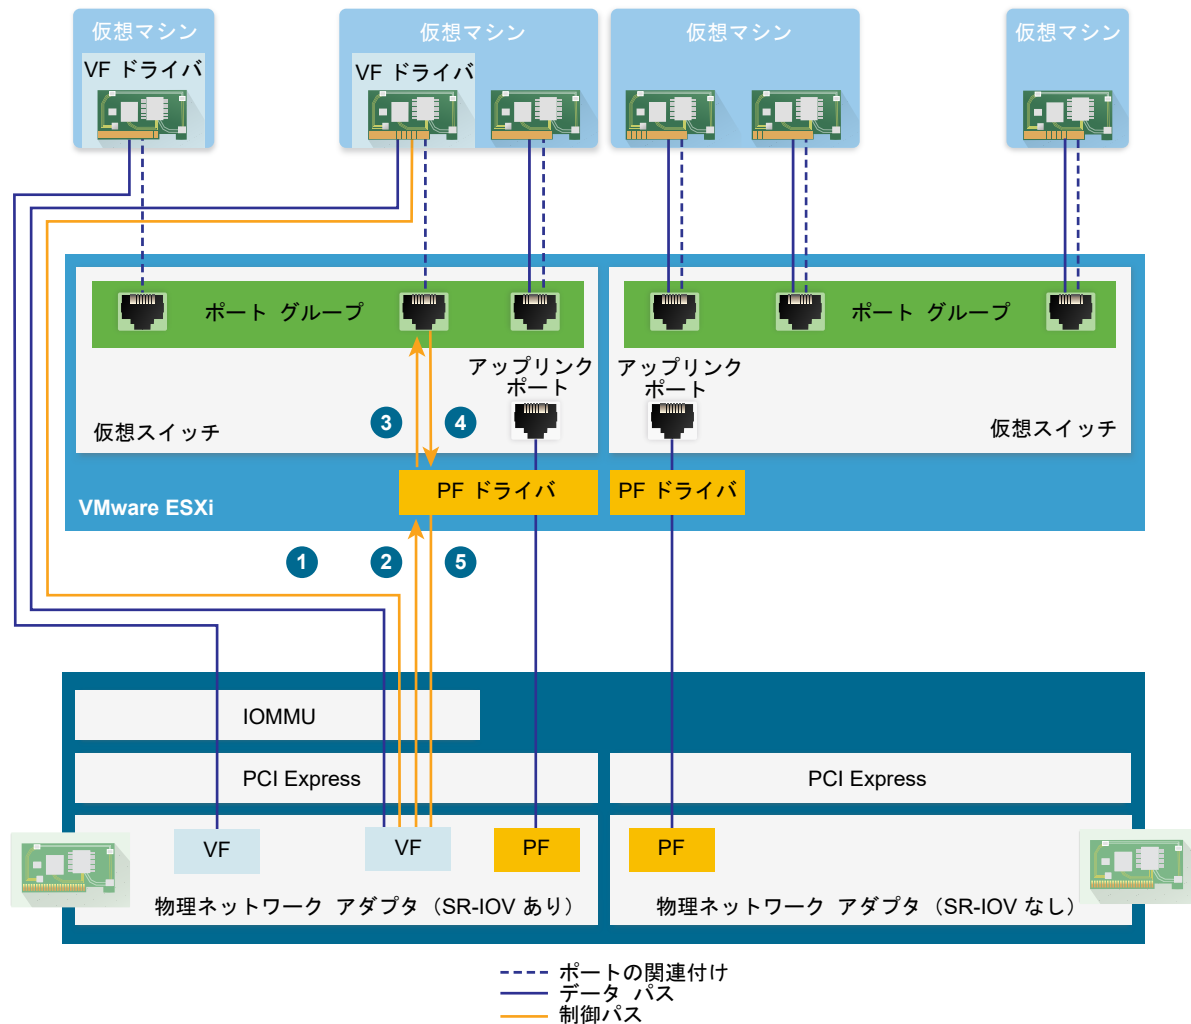 仮想マシン
仮想マシン
仮想マシン
仮想マシン
VF ドライバ
VF ドライバ
ポート グループ
ポート グループ
アップリンク
ポート
アップリンク
ポート
3
4
仮想スイッチ
仮想スイッチ
PF ドライバ
PF ドライバ
VMware ESXi
1
2
5
IOMMU
PCI Express
PCI Express
VF
VF
PF
PF
物理ネットワーク アダプタ（SR-IOV あり）
物理ネットワーク アダプタ（SR-IOV なし）
ポートの関連付け
データ パス
制御パス